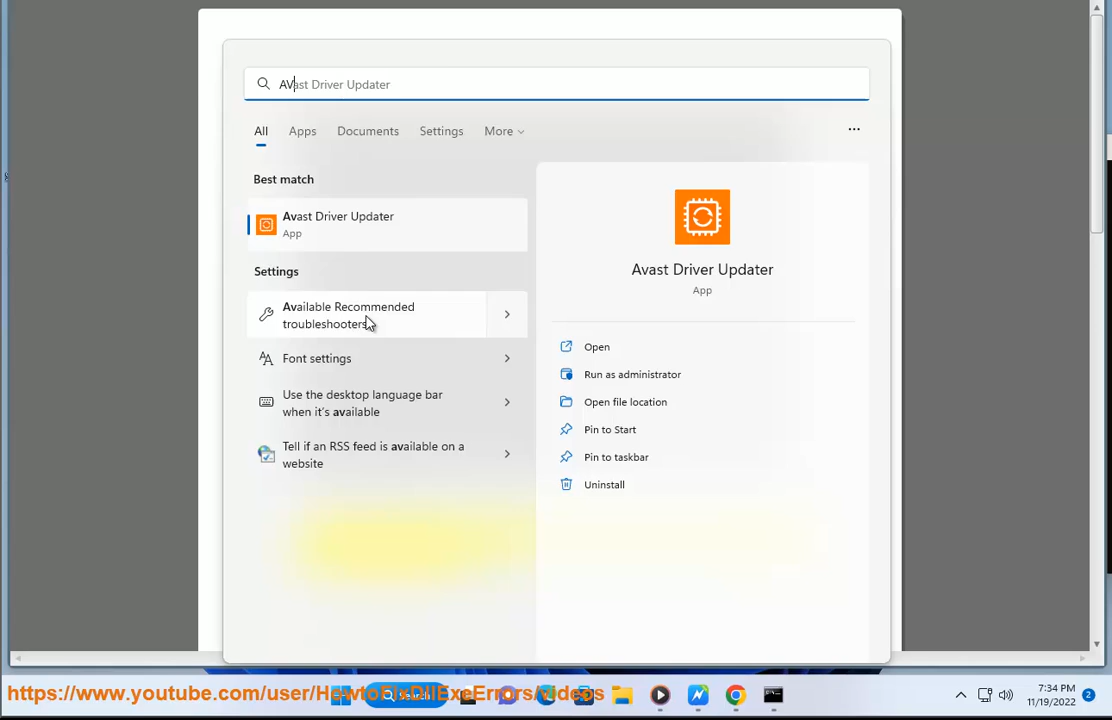 AVast Driver Updater
All Apps Documents Settings More
Best match
Avast Driver Updater
App
Settings
Available Recommended
troubleshooters
Font settings
Use the desktop language bar
when it's available
Tell if an RSS feed is available on a
website
Avast Driver Updater
App
Open
Run as administrator
Open file location
Pin to Start
Pin to taskbar
Uninstall
https://www.youtube.com/user/HowtoFixDllExeErrors/videos
7:34 PM
11/19/2022
2